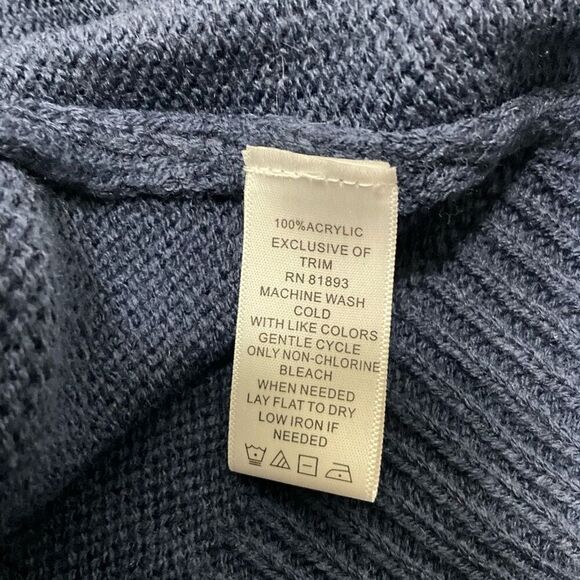 100%ACRYLIC
EXCLUSIVE OF
TRIM
RN 81893
MACHINE WASH
COLD
WITH LIKE COLORS
GENTLE CYCLE
ONLY NON-CHLORINE
BLEACH
WHEN NEEDED
LAY FLAT TO DRY
LOW IRON IF
NEEDED